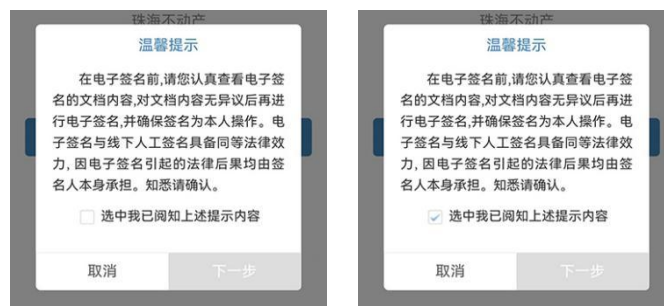 珠海不动产
温馨提示
在电子签名前,请您认真查看电子签
名的文档内容,对文档内容无异议后再进
行电子签名,并确保签名为本人操作。电
子签名与线下人工签名具备同等法律效
力, 因电子签名引起的法律后果均由签
名人本身承担。知悉请确认。
选中我已阅知上述提示内容
取消
下一步
珠海不动产
温馨提示
在电子签名前,请您认真查看电子签
名的文档内容,对文档内容无异议后再进
行电子签名,并确保签名为本人操作。电
子签名与线下人工签名具备同等法律效
力, 因电子签名引起的法律后果均由签
名人本身承担。知悉请确认。
选中我已阅知上述提示内容
取消
下一步